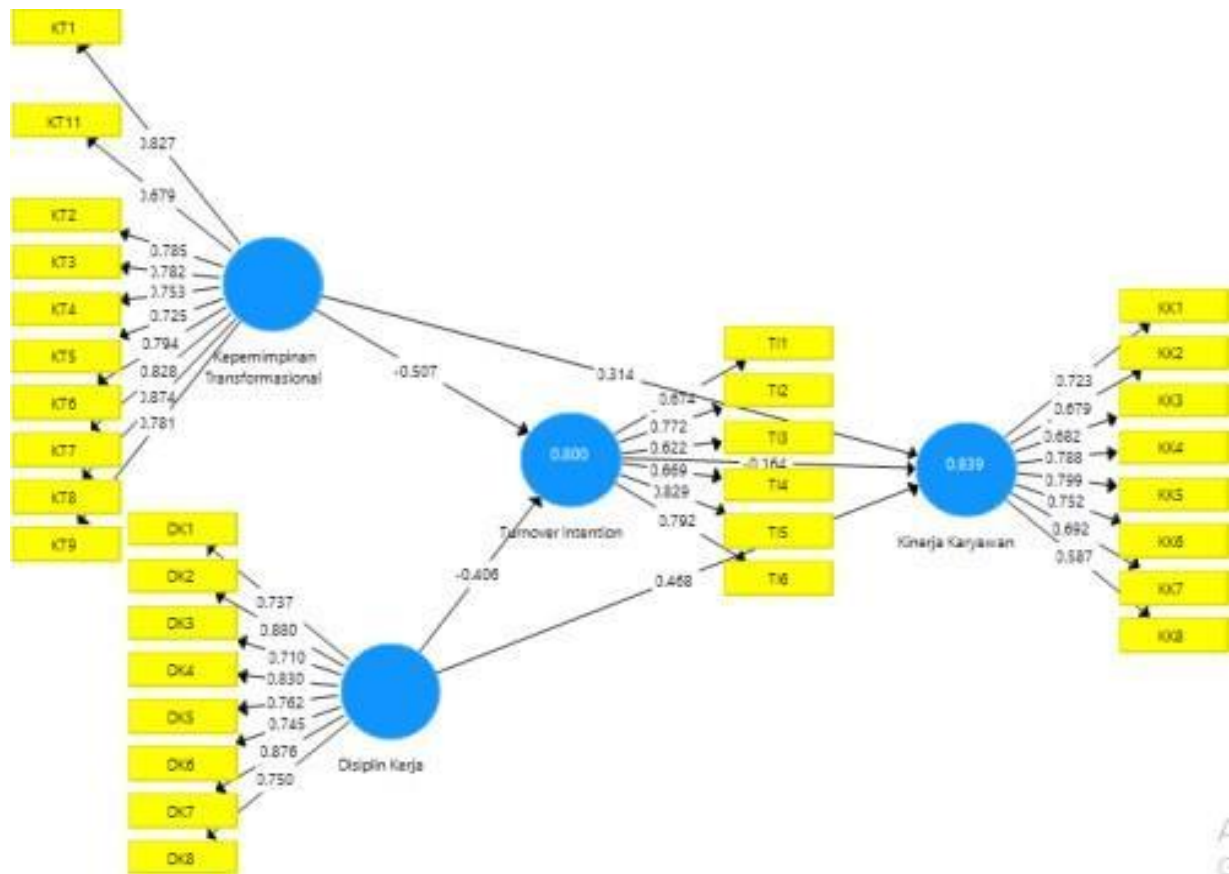 KT1
KT11
KT2
KT3
KT4
KT5
KT6
KT7
KT8
KT9
0.827
0.679
0.785
0.782
0.753
0.725
0.794
0.828
0.874
0.781
Kepemimpinan
Transformasional
-0.507
0.314
DK1
DK2
DK3
DK4
DK5
DK6
DK7
DK8
0.737
0.880
0.710
0.830
0.762
0.745
0.876
0.750
Disiplin Kerja
-0.406
0.468
0.800
Turnover Intention
0.674
0.772
0.622
0.669
0.829
0.792
-0.164
TI1
TI2
TI3
TI4
TI5
TI6
0.839
Kinerja Karyawan
0.723
0.679
0.682
0.788
0.799
0.752
0.692
0.587
KK1
KK2
KK3
KK4
KK5
KK6
KK7
KK8